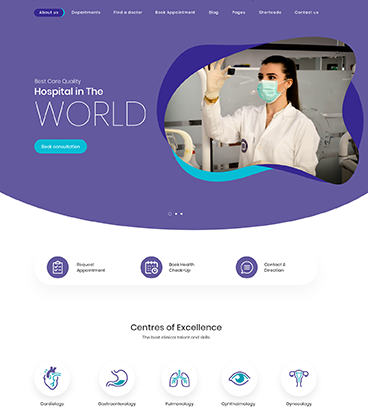 About us Departments Find a doctor Book Appointment Blog Pages Shortcode Contact us
Best Care Quality
Hospital in The
WORLD
Book consultation
Request
Appointment
Book Health
Check-Up
Contact &
Direction
Centres of Excellence
The best clinical talent and skills
Cardiology Gastroenterology Pulmonology Ophthalmology Gynecology